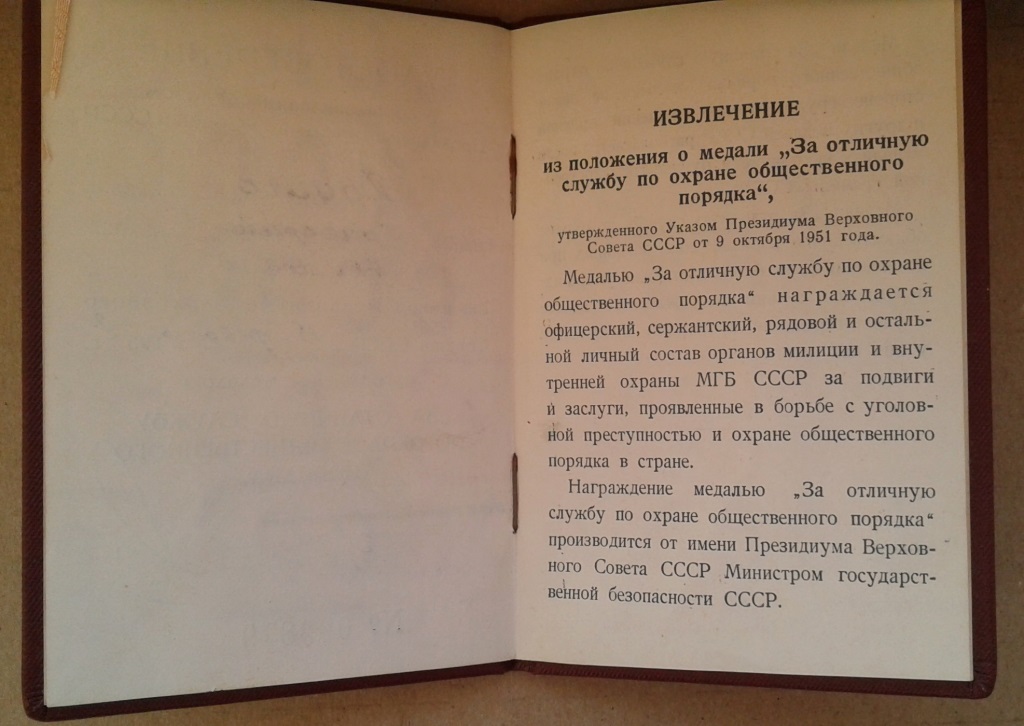 ИЗВЛЕЧЕНИЕ
из положения о медали „За отличную
службу по охране общественного
порядка“,
утвержденного Указом Президиума Верховного
Совета СССР от 9 октября 1951 года.
Медалью „За отличную службу по охране
общественного порядка“ награждается
офицерский, сержантский, рядовой и осталь-
ной личный состав органов милиции и вну-
тренней охраны МГБ СССР за подвиги
и заслуги, проявленные в борьбе с уголов-
ной преступностью и охране общественного
порядка в стране.
Награждение медалью „За отличную
службу по охране общественного порядка“
производится от имени Президиума Верхов-
ного Совета СССР Министром государст-
венной безопасности СССР.